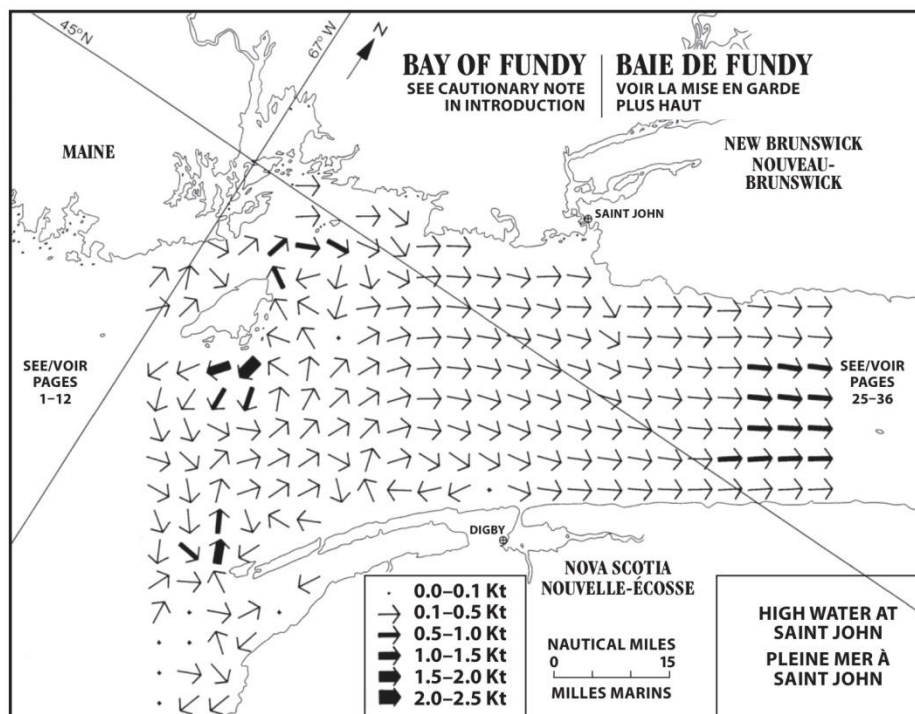 45°N
67°W
Z
BAY OF FUNDY
SEE CAUTIONARY NOTE
IN INTRODUCTION
BAIE DE FUNDY
VOIR LA MISE EN GARDE
PLUS HAUT
MAINE
NEW BRUNSWICK
NOUVEAU-
BRUNSWICK
SAINT JOHN
SEE/VOIR
PAGES
1–12
SEE/VOIR
PAGES
25–36
DIGBY
NOVA SCOTIA
NOUVELLE-ÉCOSSE
0.0–0.1 Kt
0.1–0.5 Kt
0.5–1.0 Kt
1.0–1.5 Kt
1.5–2.0 Kt
2.0–2.5 Kt
NAUTICAL MILES
0 15
MILLES MARINS
HIGH WATER AT
SAINT JOHN
PLEINE MER À
SAINT JOHN